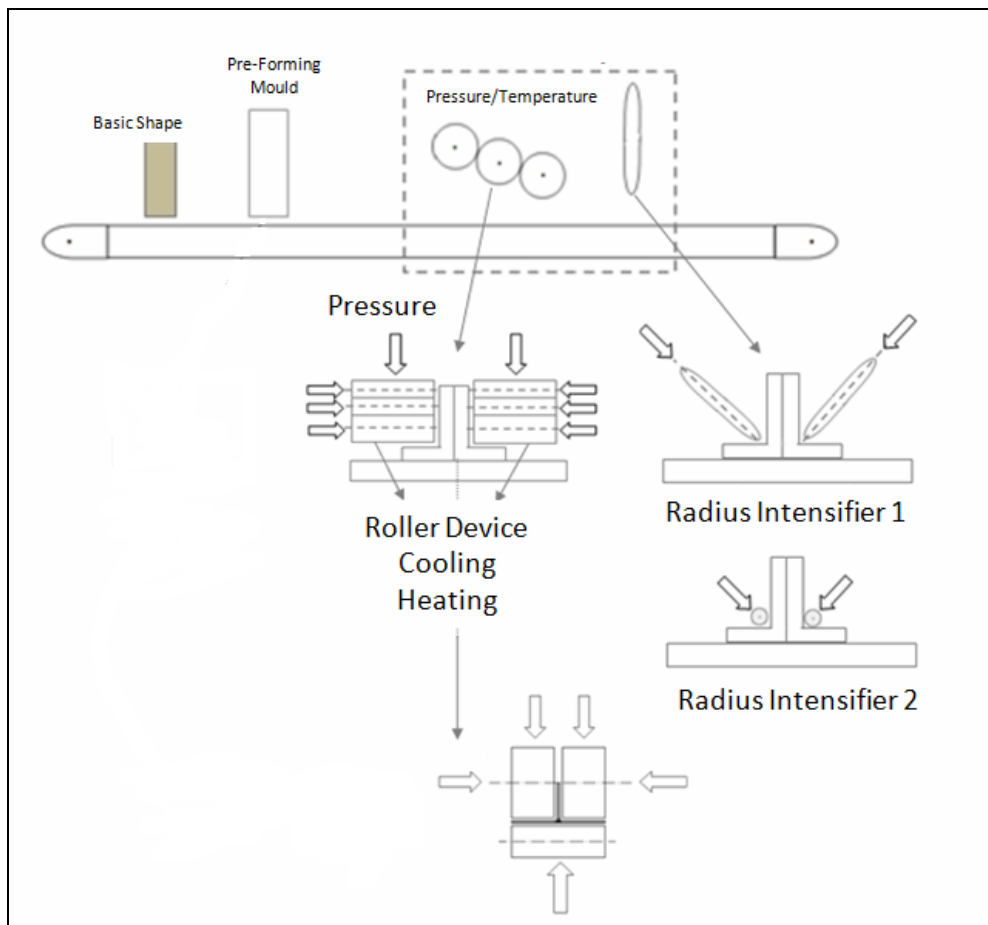 Pre-Forming
Mould
Basic Shape
Pressure/Temperature
Pressure
Roller Device
Cooling
Heating
Radius Intensifier 1
Radius Intensifier 2